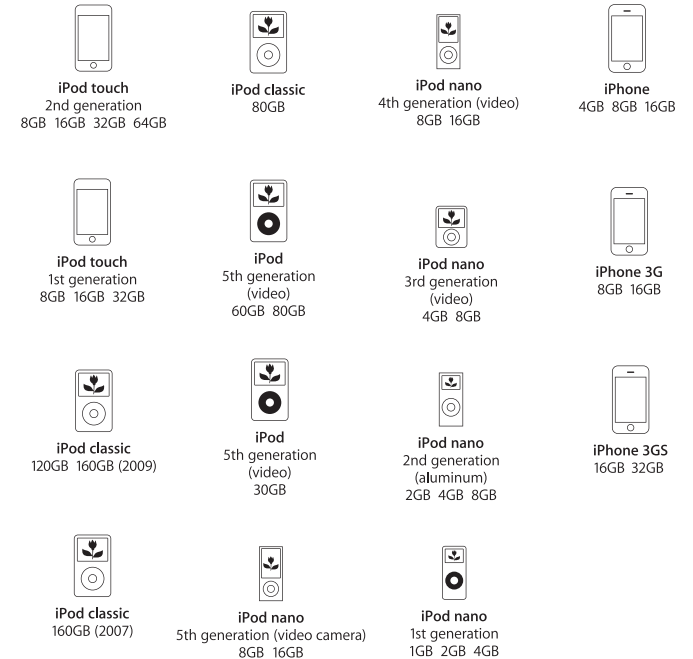 iPod touch
2nd generation
8GB 16GB 32GB 64GB
iPod classic
80GB
iPod nano
4th generation (video)
8GB 16GB
iPhone
4GB 8GB 16GB
iPod touch
1st generation
8GB 16GB 32GB
iPod
5th generation
(video)
60GB 80GB
iPod nano
3rd generation
(video)
4GB 8GB
iPhone 3G
8GB 16GB
iPod classic
120GB 160GB (2009)
iPod
5th generation
(video)
30GB
iPod nano
2nd generation
(aluminum)
2GB 4GB 8GB
iPhone 3GS
16GB 32GB
iPod classic
160GB (2007)
iPod nano
5th generation (video camera)
8GB 16GB
iPod nano
1st generation
1GB 2GB 4GB